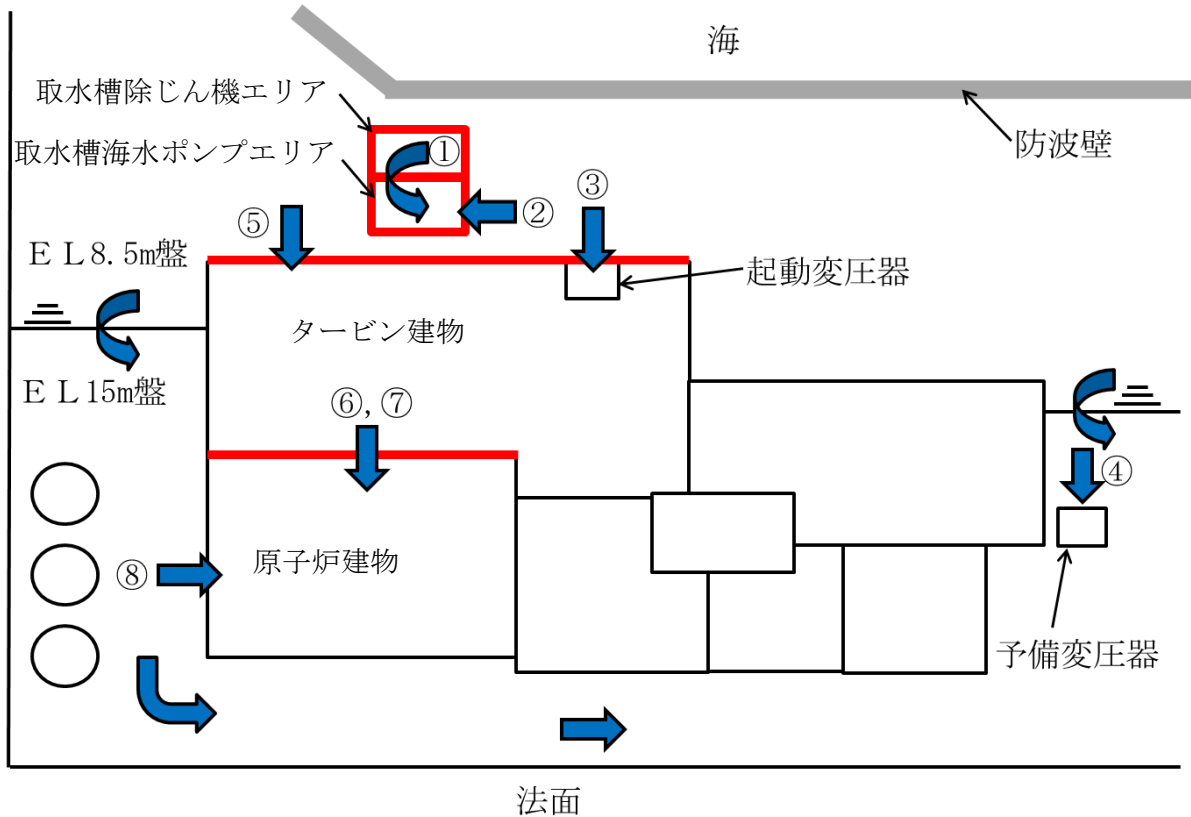 海
取水槽除じん機エリア
防波壁
取水槽海水ポンプエリア
①
②
③
⑤
ＥＬ8.5m盤
起動変圧器
タービン建物
ＥＬ15m盤
⑥,⑦
④
⑧
原子炉建物
予備変圧器
法面